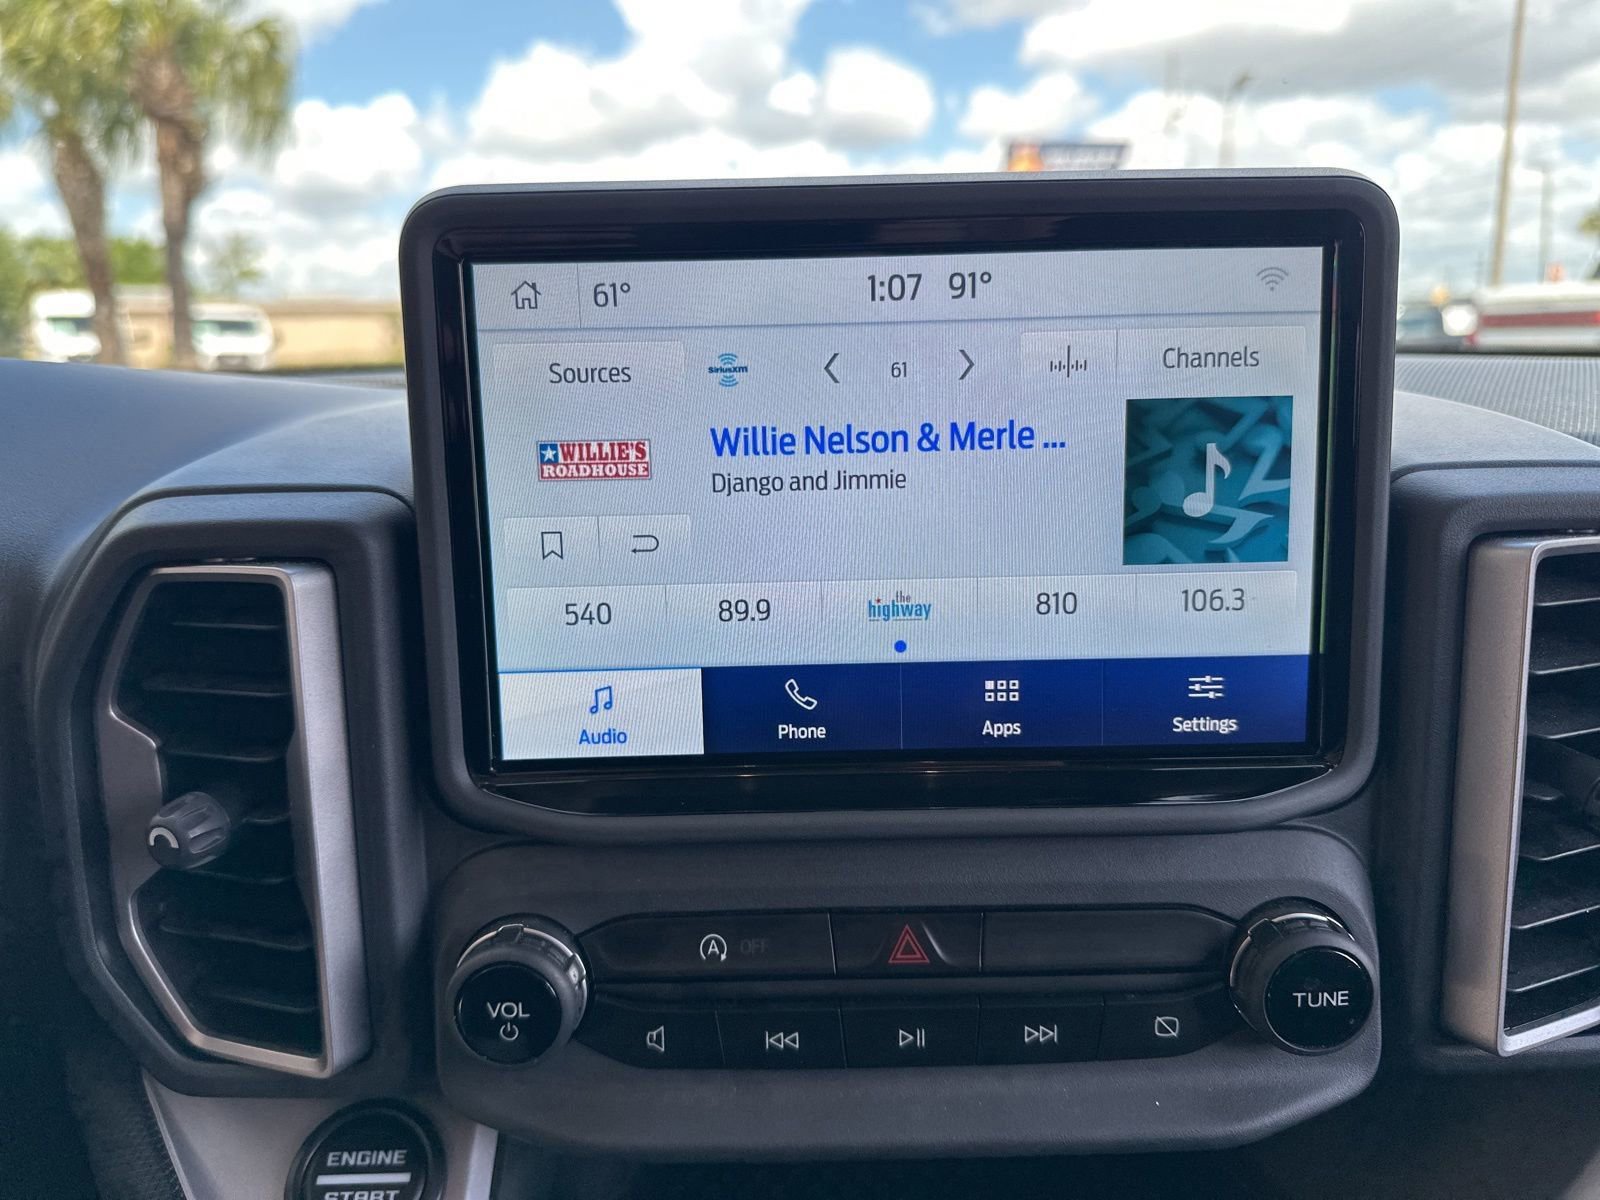 61° 1:07 91°
Sources SiriusXM 61 Channels
WILLIE'S
ROADHOUSE
Willie Nelson & Merle ...
Django and Jimmie
540 89.9 the highway 810 106.3
Audio Phone Apps Settings
A OFF
VOL
TUNE
ENGINE
START